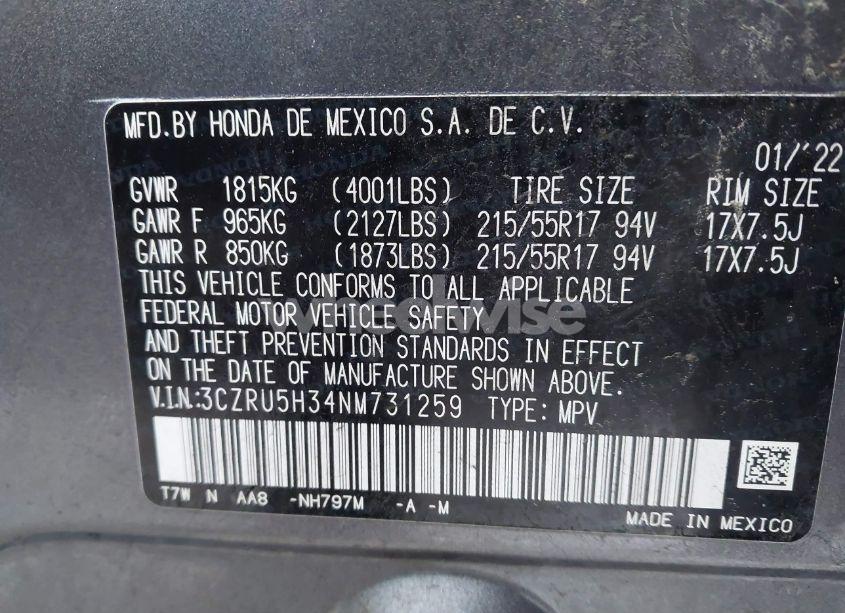 MFD.BY HONDA DE MEXICO S.A. DE C.V.
01/'22
GVWR 1815KG (4001LBS) TIRE SIZE RIM SIZE
GAWR F 965KG (2127LBS) 215/55R17 94V 17X7.5J
GAWR R 850KG (1873LBS) 215/55R17 94V 17X7.5J
THIS VEHICLE CONFORMS TO ALL APPLICABLE
FEDERAL MOTOR VEHICLE SAFETY
AND THEFT PREVENTION STANDARDS IN EFFECT
ON THE DATE OF MANUFACTURE SHOWN ABOVE.
V.I.N.:3CZRU5H34NM731259 TYPE: MPV
T7W N AA8 -NH797M -A -M
MADE IN MEXICO
wheelwise